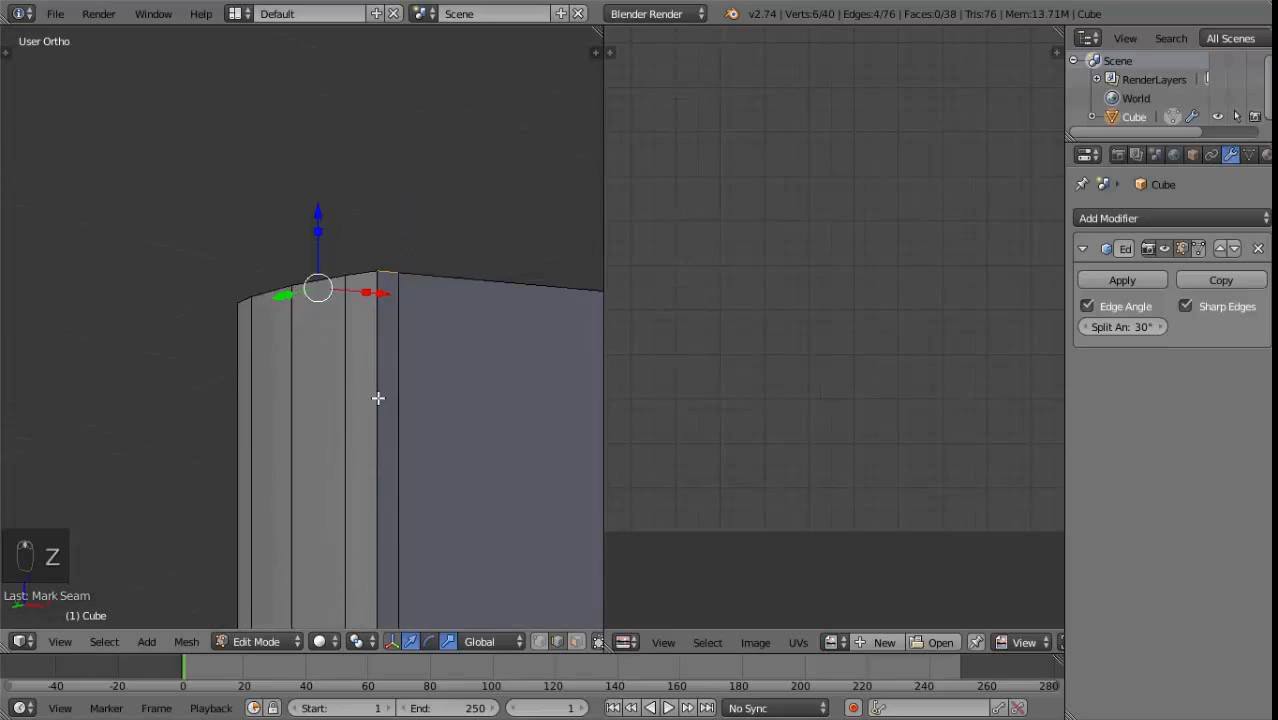 File Render Window Help Default Scene Blender Render v2.74 | Verts:6/40 | Edges:4/76 | Faces:0/38 | Tris:76 | Mem:13.71M | Cube
User Ortho
View Search All Scenes
Scene
RenderLayers
World
Cube
Cube
Add Modifier
Ed
Apply Copy
Edge Angle Sharp Edges
Split An: 30°
Z
Last: Mark Seam
(1) Cube
View Select Add Mesh Edit Mode Global View Select Image UVs New Open View
-40 -20 0 20 40 60 80 100 120 140 160 180 200 220 240 260 280
View Marker Frame Playback Start: 1 End: 250 1 No Sync